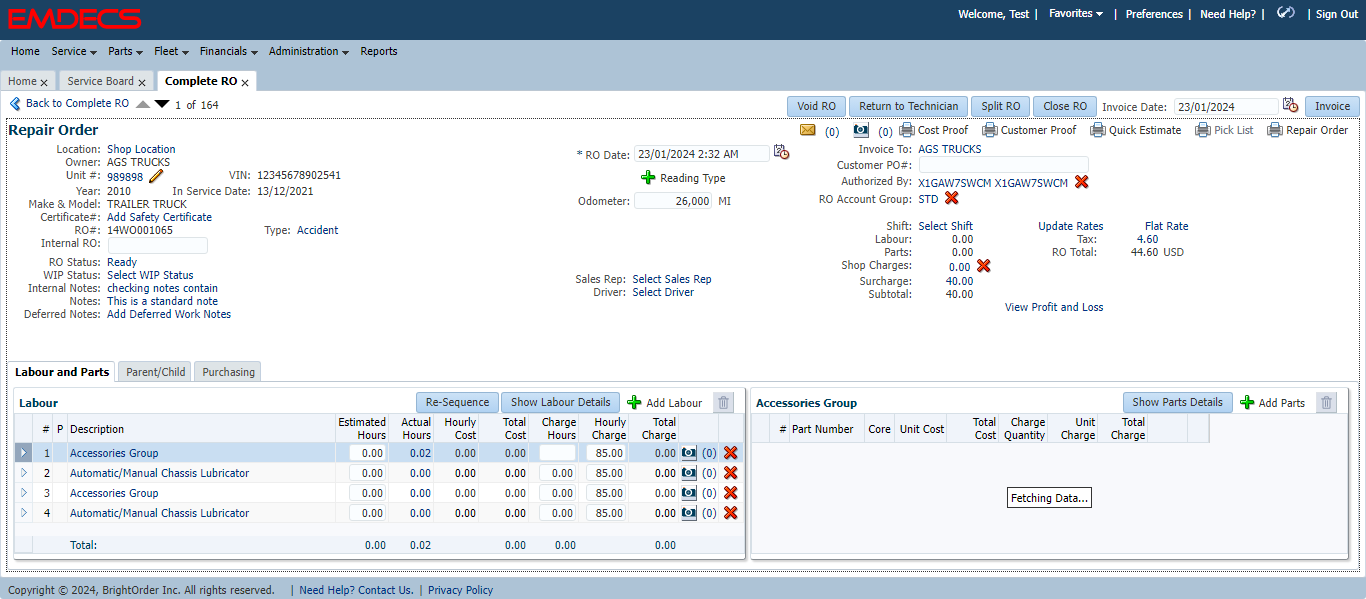 EMDECS
Welcome, Test | Favorites | Preferences | Need Help? | | Sign Out
Home Service Parts Fleet Financials Administration Reports
Home x Service Board x Complete RO x
Back to Complete RO 1 of 164
Void RO Return to Technician Split RO Close RO Invoice Date: 23/01/2024 Invoice
Repair Order
(0) (0) Cost Proof Customer Proof Quick Estimate Pick List Repair Order
Location: Shop Location
Owner: AGS TRUCKS
Unit #: 989898 VIN: 12345678902541
Year: 2010 In Service Date: 13/12/2021
Make & Model: TRAILER TRUCK
Certificate#: Add Safety Certificate
RO#: 14WO001065 Type: Accident
Internal RO:
RO Status: Ready
WIP Status: Select WIP Status
Internal Notes: checking notes contain
Notes: This is a standard note
Deferred Notes: Add Deferred Work Notes
* RO Date: 23/01/2024 2:32 AM
Reading Type
Odometer: 26,000 MI
Sales Rep: Select Sales Rep
Driver: Select Driver
Invoice To: AGS TRUCKS
Customer PO#:
Authorized By: X1GAW7SWCM X1GAW7SWCM
RO Account Group: STD
Shift: Select Shift Update Rates Flat Rate
Labour: 0.00 Tax: 4.60
Parts: 0.00 RO Total: 44.60 USD
Shop Charges: 0.00
Surcharge: 40.00
Subtotal: 40.00
View Profit and Loss
Labour and Parts Parent/Child Purchasing
Labour Re-Sequence Show Labour Details Add Labour
# P Description Estimated Hours Actual Hours Hourly Cost Total Cost Charge Hours Hourly Charge Total Charge
1 Accessories Group 0.00 0.02 0.00 0.00 85.00 0.00 (0)
2 Automatic/Manual Chassis Lubricator 0.00 0.00 0.00 0.00 0.00 85.00 0.00 (0)
3 Accessories Group 0.00 0.00 0.00 0.00 0.00 85.00 0.00 (0)
4 Automatic/Manual Chassis Lubricator 0.00 0.00 0.00 0.00 0.00 85.00 0.00 (0)
Total: 0.00 0.02 0.00 0.00 0.00
Accessories Group Show Parts Details Add Parts
# Part Number Core Unit Cost Total Cost Charge Quantity Unit Charge Total Charge
Fetching Data...
Copyright © 2024, BrightOrder Inc. All rights reserved. | Need Help? Contact Us. | Privacy Policy